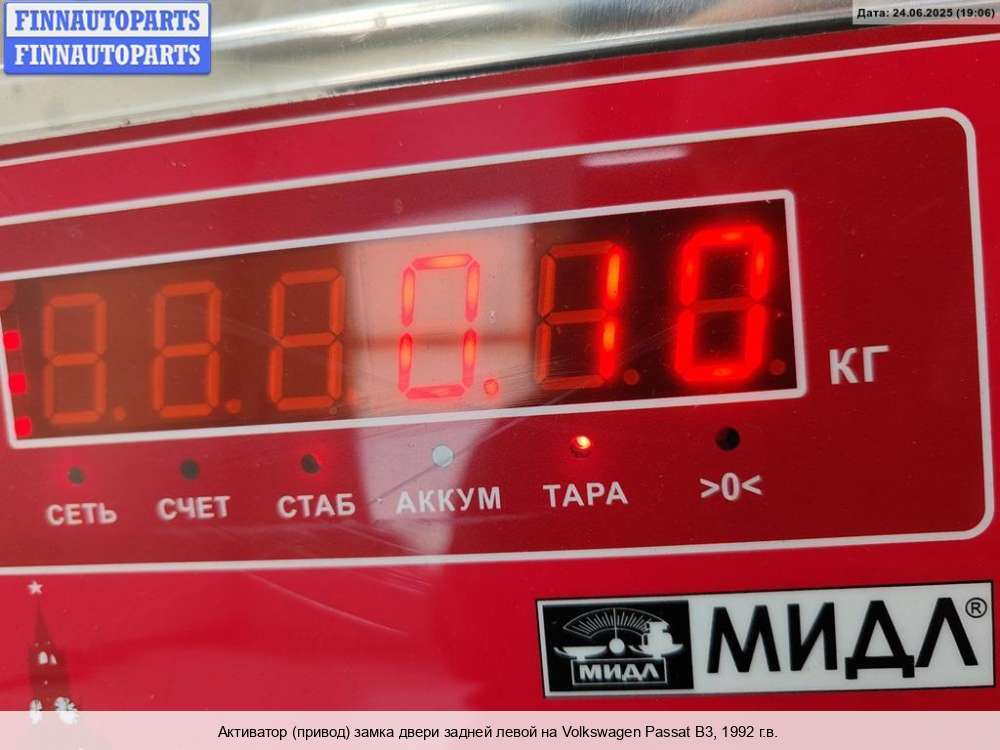 FINNAUTOPARTS
FINNAUTOPARTS
Дата: 24.06.2025 (19:06)
0.10
КГ
СЕТЬ СЧЕТ СТАБ АККУМ ТАРА >0<
МИДЛ
МИДЛ®
Активатор (привод) замка двери задней левой на Volkswagen Passat B3, 1992 г.в.